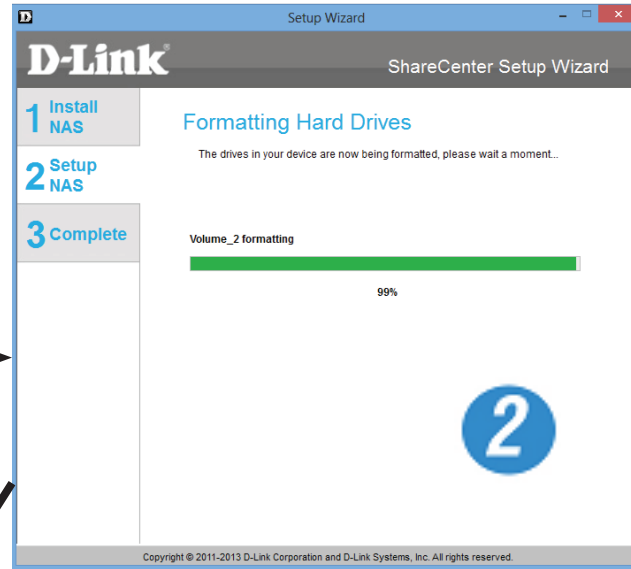 Setup Wizard
D-Link
ShareCenter Setup Wizard
1 Install
NAS
2 Setup
NAS
3 Complete
Formatting Hard Drives
The drives in your device are now being formatted, please wait a moment...
Volume_2 formatting
99%
2
Copyright © 2011-2013 D-Link Corporation and D-Link Systems, Inc. All rights reserved.